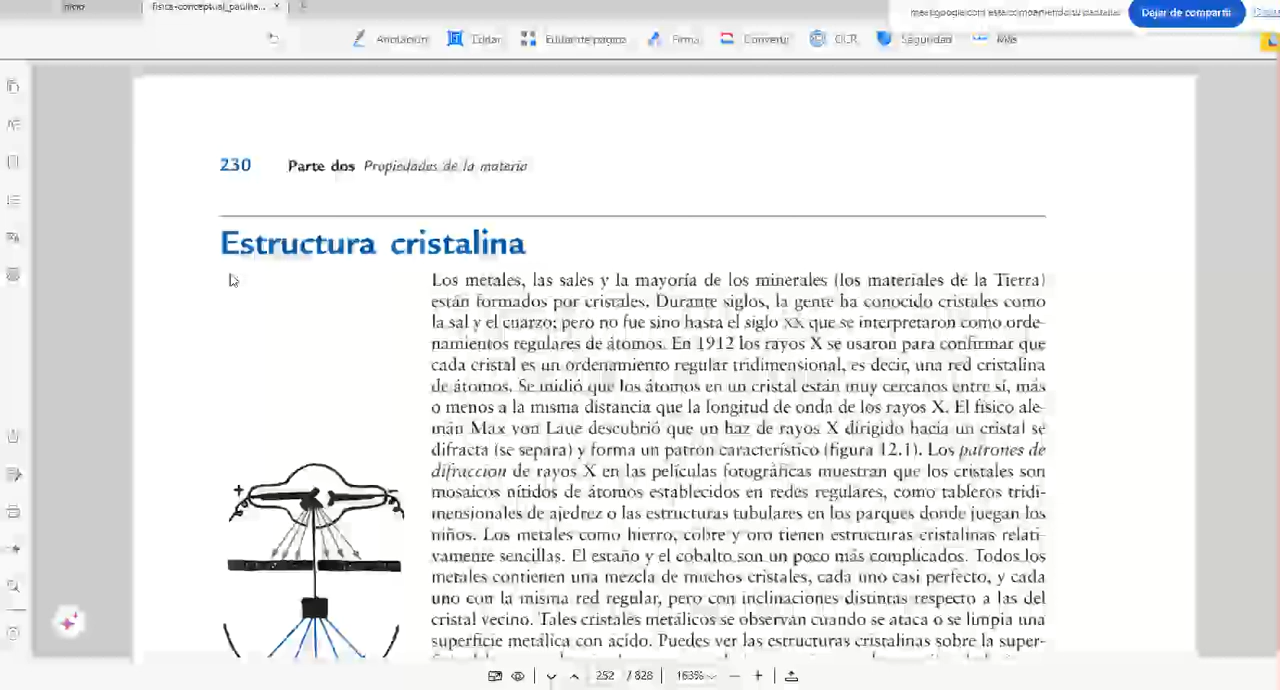 Inicio
fisica-conceptual_pauline... ×
meet.google.com está compartiendo tu pantalla.
Dejar de compartir
Anotación
Editar
Editar de página
Firma
Convertir
OCR
Seguridad
Más
230 Parte dos Propiedades de la materia
Estructura cristalina
Los metales, las sales y la mayoría de los minerales (los materiales de la Tierra)
están formados por cristales. Durante siglos, la gente ha conocido cristales como
la sal y el cuarzo; pero no fue sino hasta el siglo XX que se interpretaron como orde-
namientos regulares de átomos. En 1912 los rayos X se usaron para confirmar que
cada cristal es un ordenamiento regular tridimensional, es decir, una red cristalina
de átomos. Se midió que los átomos en un cristal están muy cercanos entre sí, más
o menos a la misma distancia que la longitud de onda de los rayos X. El físico ale-
mán Max von Laue descubrió que un haz de rayos X dirigido hacia un cristal se
difracta (se separa) y forma un patrón característico (figura 12.1). Los patrones de
difracción de rayos X en las películas fotográficas muestran que los cristales son
mosaicos nítidos de átomos establecidos en redes regulares, como tableros tridi-
mensionales de ajedrez o las estructuras tubulares en los parques donde juegan los
niños. Los metales como hierro, cobre y oro tienen estructuras cristalinas relati-
vamente sencillas. El estaño y el cobalto son un poco más complicados. Todos los
metales contienen una mezcla de muchos cristales, cada uno casi perfecto, y cada
uno con la misma red regular, pero con inclinaciones distintas respecto a las del
cristal vecino. Tales cristales metálicos se observan cuando se ataca o se limpia una
superficie metálica con ácido. Puedes ver las estructuras cristalinas sobre la super-
+ −
252 / 828 163% − +